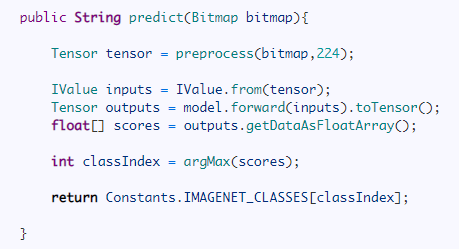 public String predict(Bitmap bitmap){
Tensor tensor = preprocess(bitmap,224);
IValue inputs = IValue.from(tensor);
Tensor outputs = model.forward(inputs).toTensor();
float[] scores = outputs.getDataAsFloatArray();
int classIndex = argMax(scores);
return Constants.IMAGENET_CLASSES[classIndex];
}